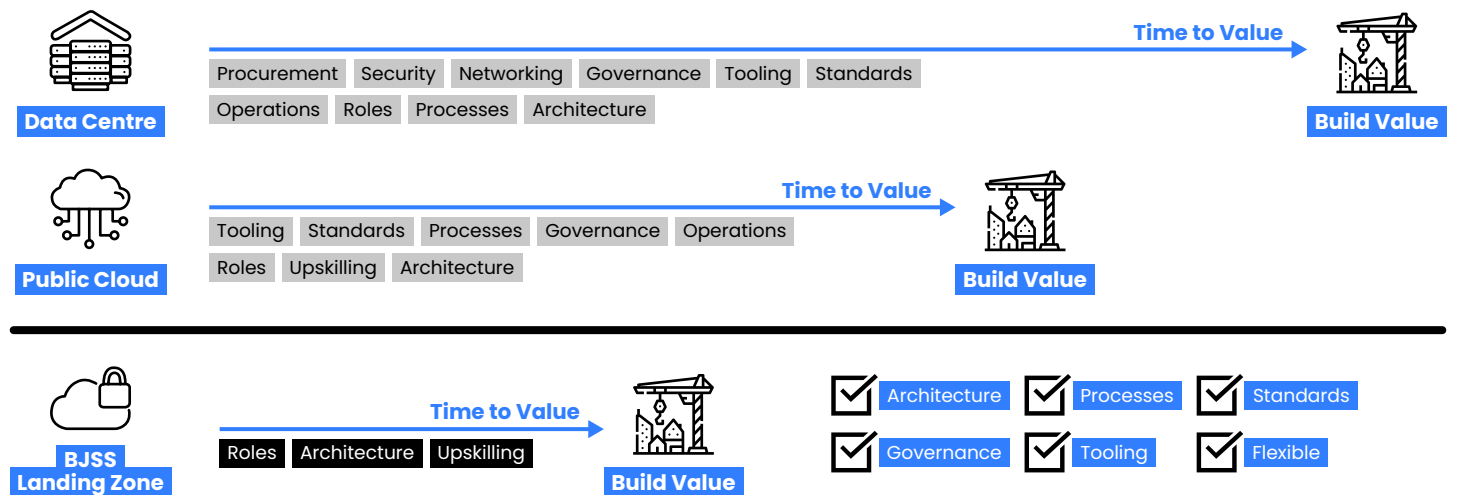 Time to Value
Procurement Security Networking Governance Tooling Standards
Operations Roles Processes Architecture
Data Centre
Build Value
Time to Value
Tooling Standards Processes Governance Operations
Roles Upskilling Architecture
Public Cloud
Build Value
Time to Value
Roles Architecture Upskilling
BJSS
Landing Zone
Build Value
Architecture Processes Standards
Governance Tooling Flexible